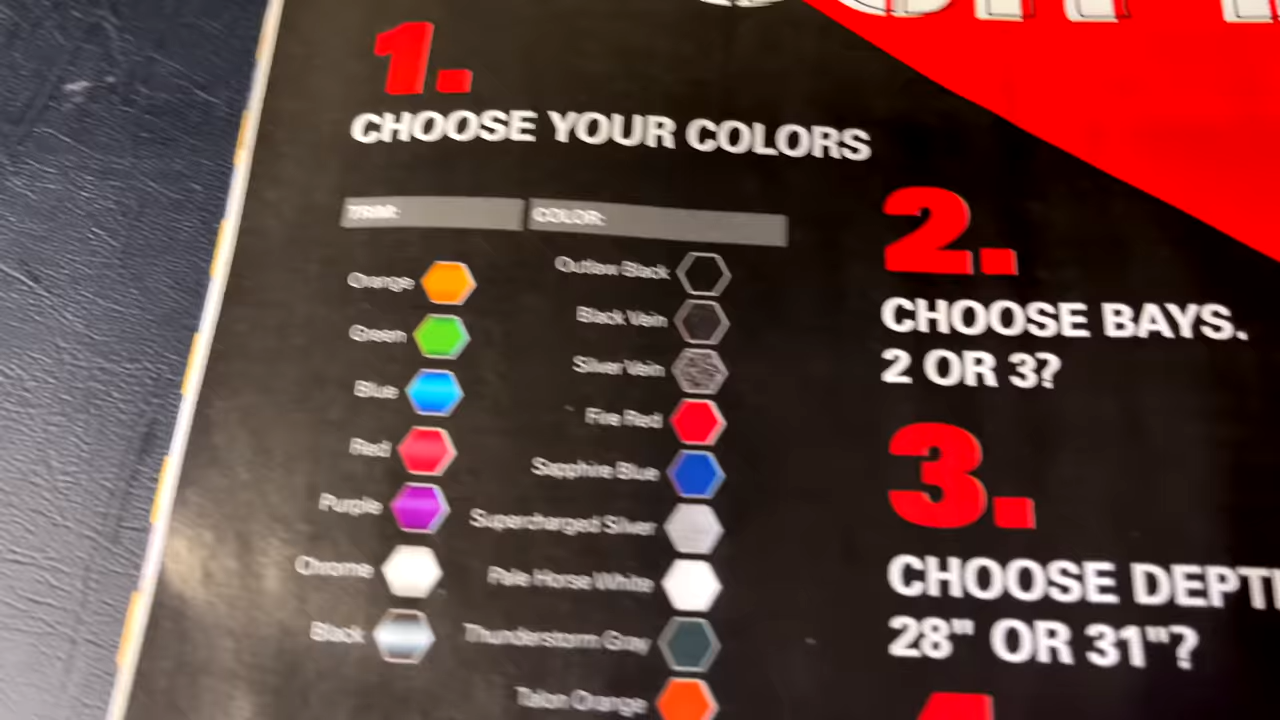 1.
CHOOSE YOUR COLORS
TRIM:
COLOR:
Orange
Green
Blue
Red
Purple
Chrome
Black
Outlaw Black
Black Vein
Silver Vein
Fire Red
Sapphire Blue
Supercharged Silver
Pale Horse White
Thunderstorm Gray
Talon Orange
2.
CHOOSE BAYS.
2 OR 3?
3.
CHOOSE DEPT
28" OR 31"?